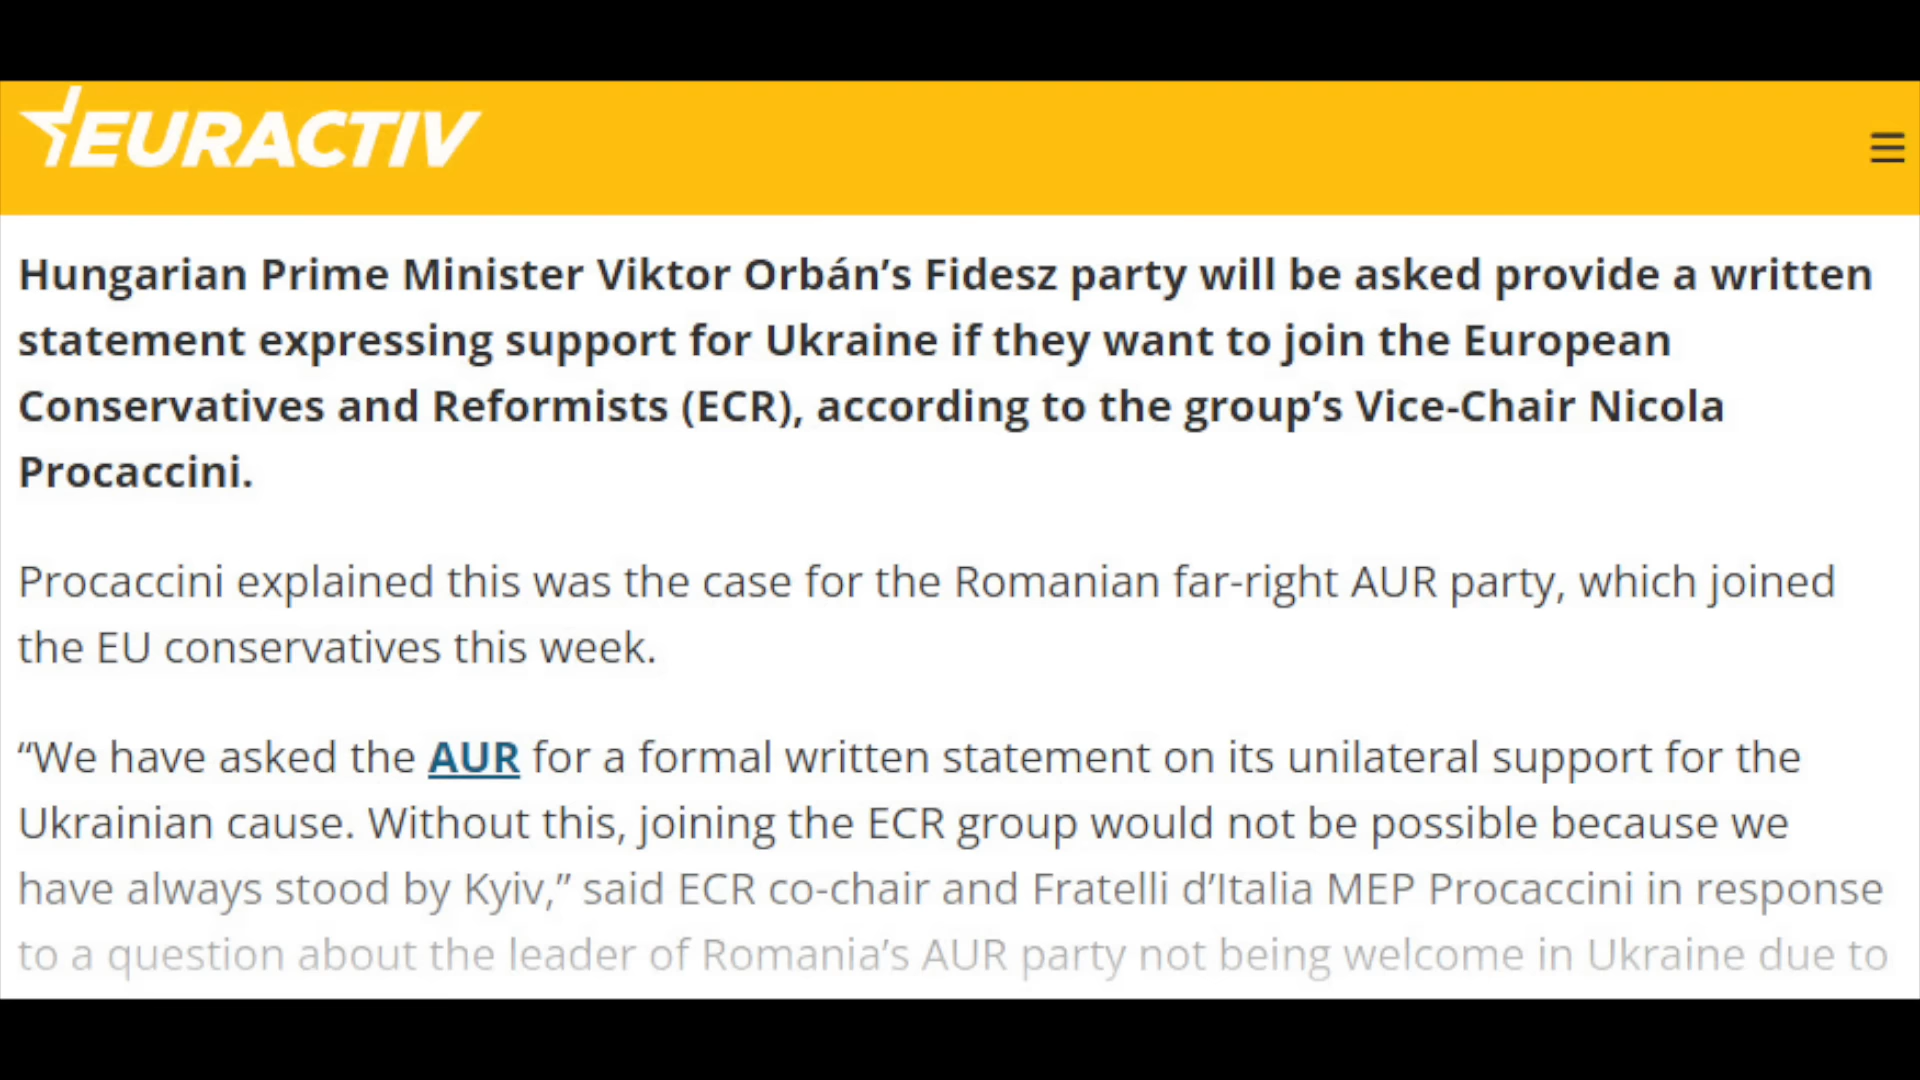 EURACTIV
Hungarian Prime Minister Viktor Orbán’s Fidesz party will be asked provide a written
statement expressing support for Ukraine if they want to join the European
Conservatives and Reformists (ECR), according to the group’s Vice-Chair Nicola
Procaccini.
Procaccini explained this was the case for the Romanian far-right AUR party, which joined
the EU conservatives this week.
“We have asked the AUR for a formal written statement on its unilateral support for the
Ukrainian cause. Without this, joining the ECR group would not be possible because we
have always stood by Kyiv,” said ECR co-chair and Fratelli d’Italia MEP Procaccini in response
to a question about the leader of Romania’s AUR party not being welcome in Ukraine due to